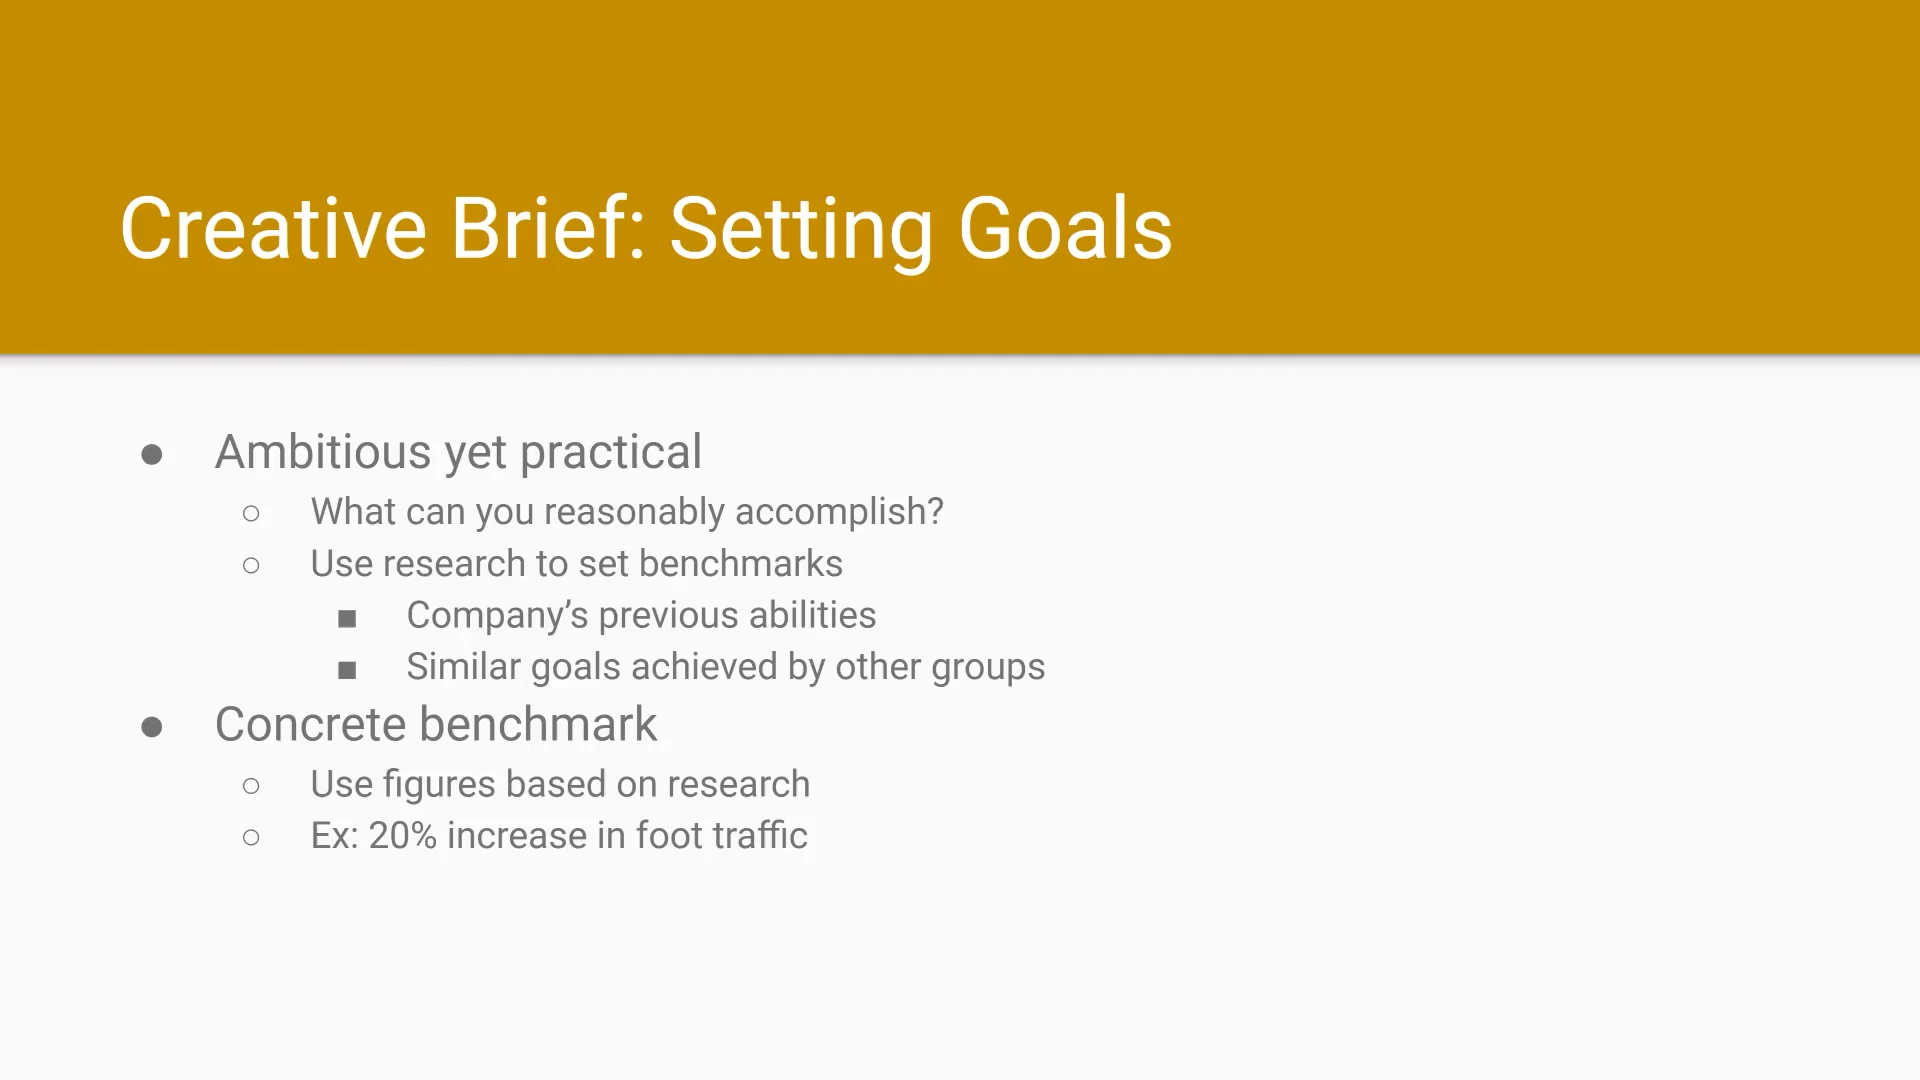 Creative Brief: Setting Goals
● Ambitious yet practical
○ What can you reasonably accomplish?
○ Use research to set benchmarks
■ Company’s previous abilities
■ Similar goals achieved by other groups
● Concrete benchmark
○ Use figures based on research
○ Ex: 20% increase in foot traffic